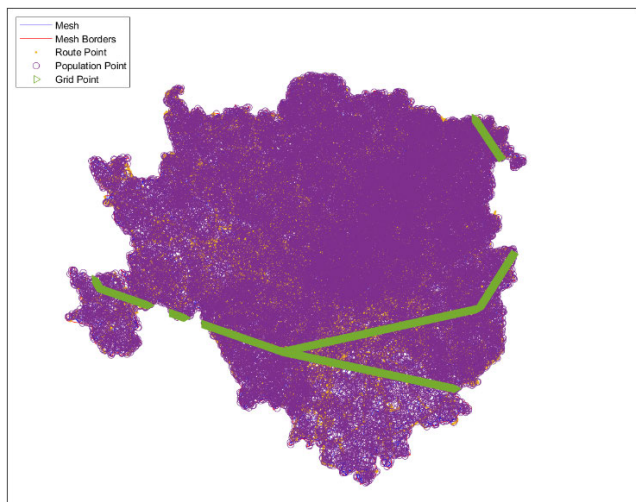 Mesh
Mesh Borders
Route Point
Population Point
Grid Point